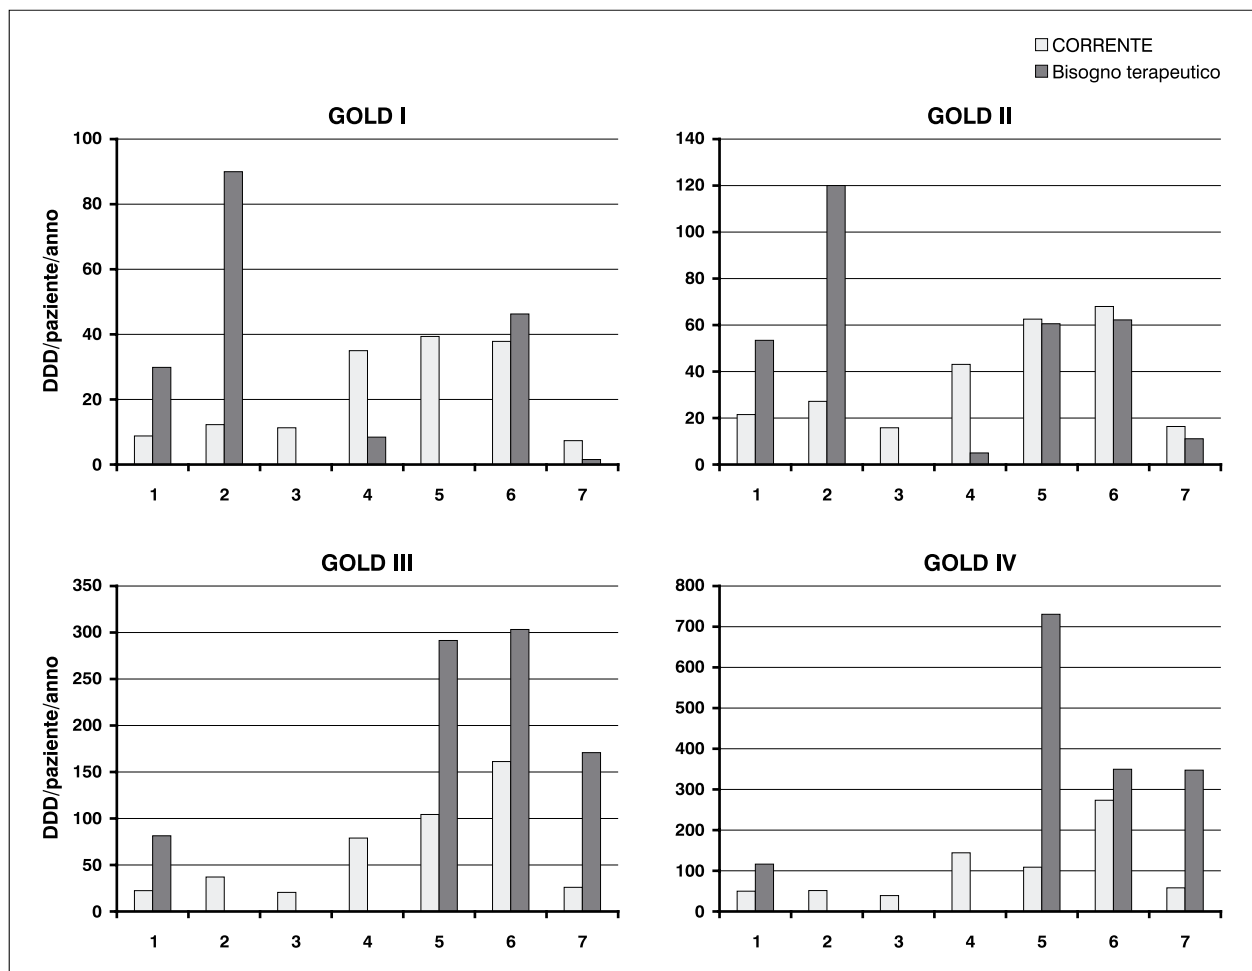 CORRENTE
Bisogno terapeutico
GOLD I
DDD/paziente/anno
100
80
60
40
20
0
1 2 3 4 5 6 7
GOLD II
140
120
100
80
60
40
20
0
1 2 3 4 5 6 7
GOLD III
DDD/paziente/anno
350
300
250
200
150
100
50
0
1 2 3 4 5 6 7
GOLD IV
800
700
600
500
400
300
200
100
0
1 2 3 4 5 6 7